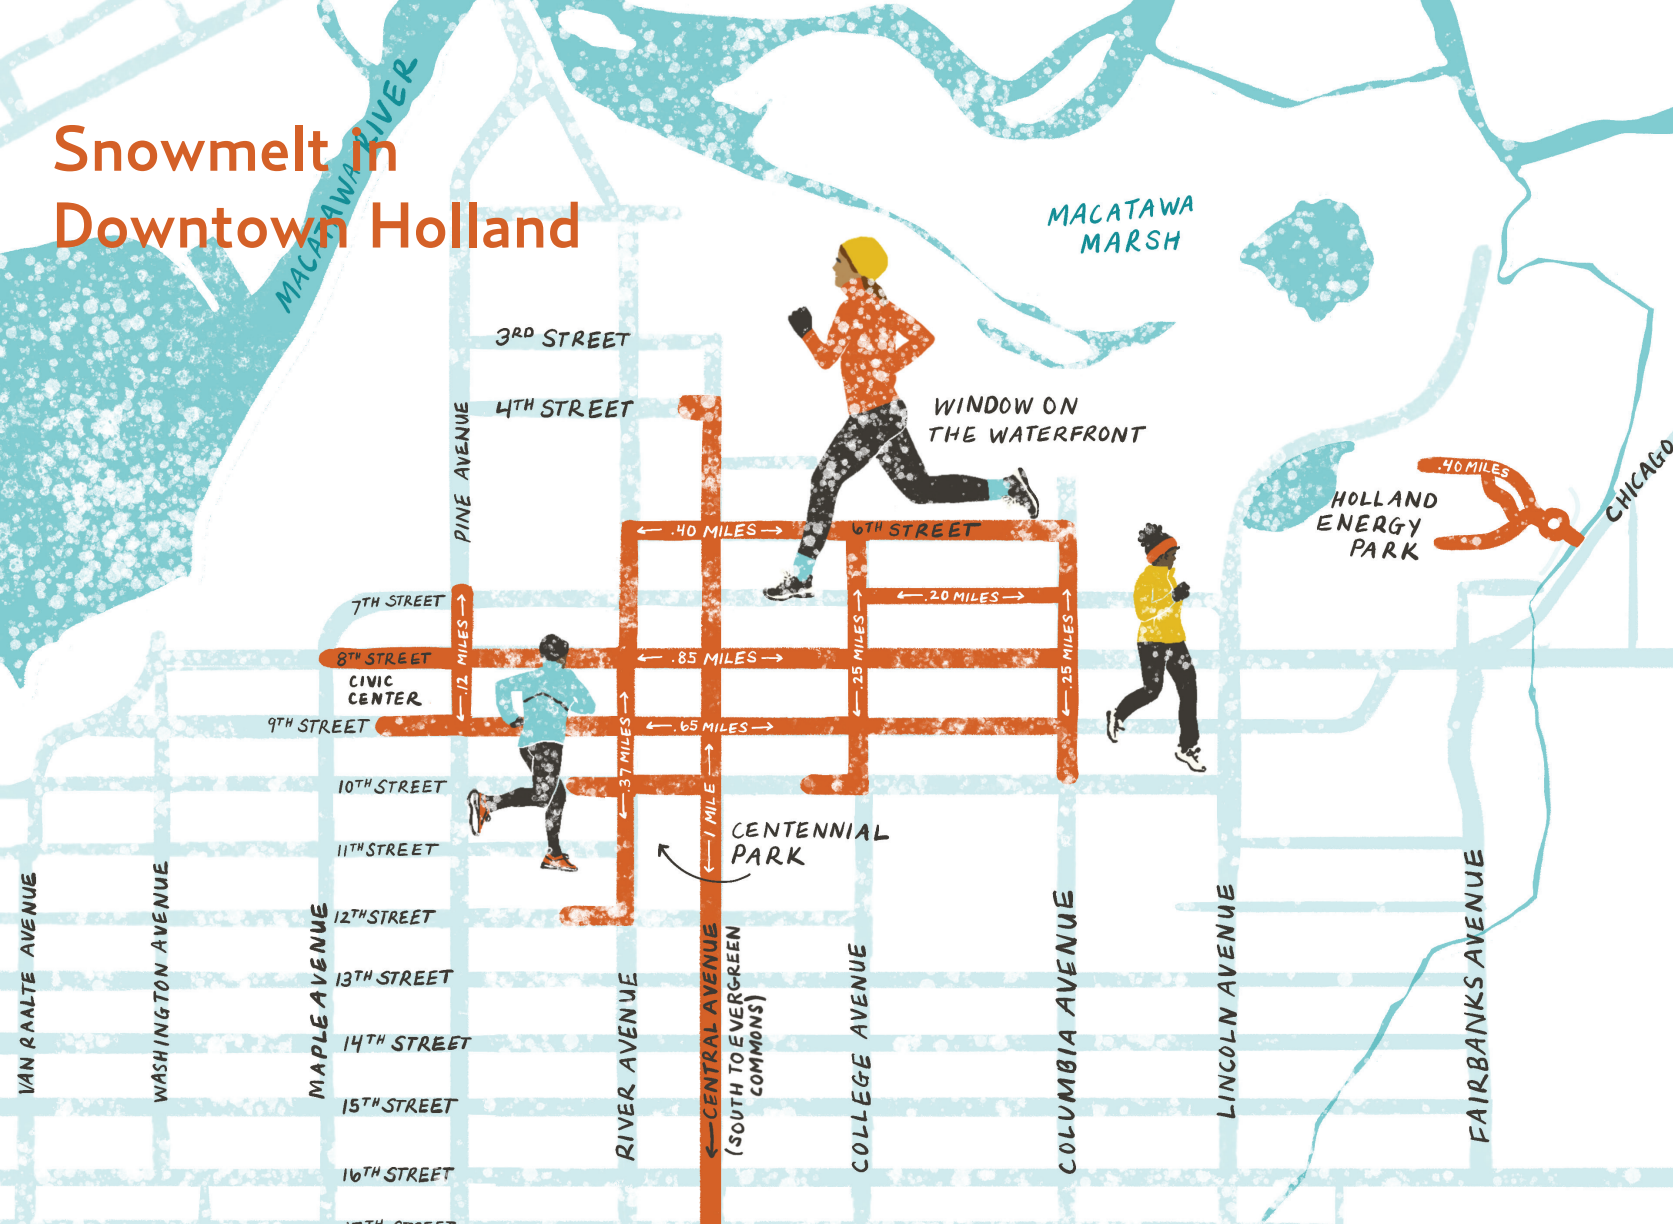 Snowmelt in
Downtown Holland
MACATAWA RIVER
MACATAWA
MARSH
3RD STREET
4TH STREET
PINE AVENUE
WINDOW ON
THE WATERFRONT
.40 MILES
HOLLAND
ENERGY
PARK
CHICAGO
.40 MILES
6TH STREET
7TH STREET
.20 MILES
.12 MILES
8TH STREET
.85 MILES
.25 MILES
.25 MILES
CIVIC
CENTER
9TH STREET
.65 MILES
.37 MILES
10TH STREET
1 MILE
11TH STREET
CENTENNIAL
PARK
12TH STREET
13TH STREET
14TH STREET
15TH STREET
16TH STREET
VAN RAALTE AVENUE
WASHINGTON AVENUE
MAPLE AVENUE
RIVER AVENUE
CENTRAL AVENUE
(SOUTH TO EVERGREEN
COMMONS)
COLLEGE AVENUE
COLUMBIA AVENUE
LINCOLN AVENUE
FAIRBANKS AVENUE